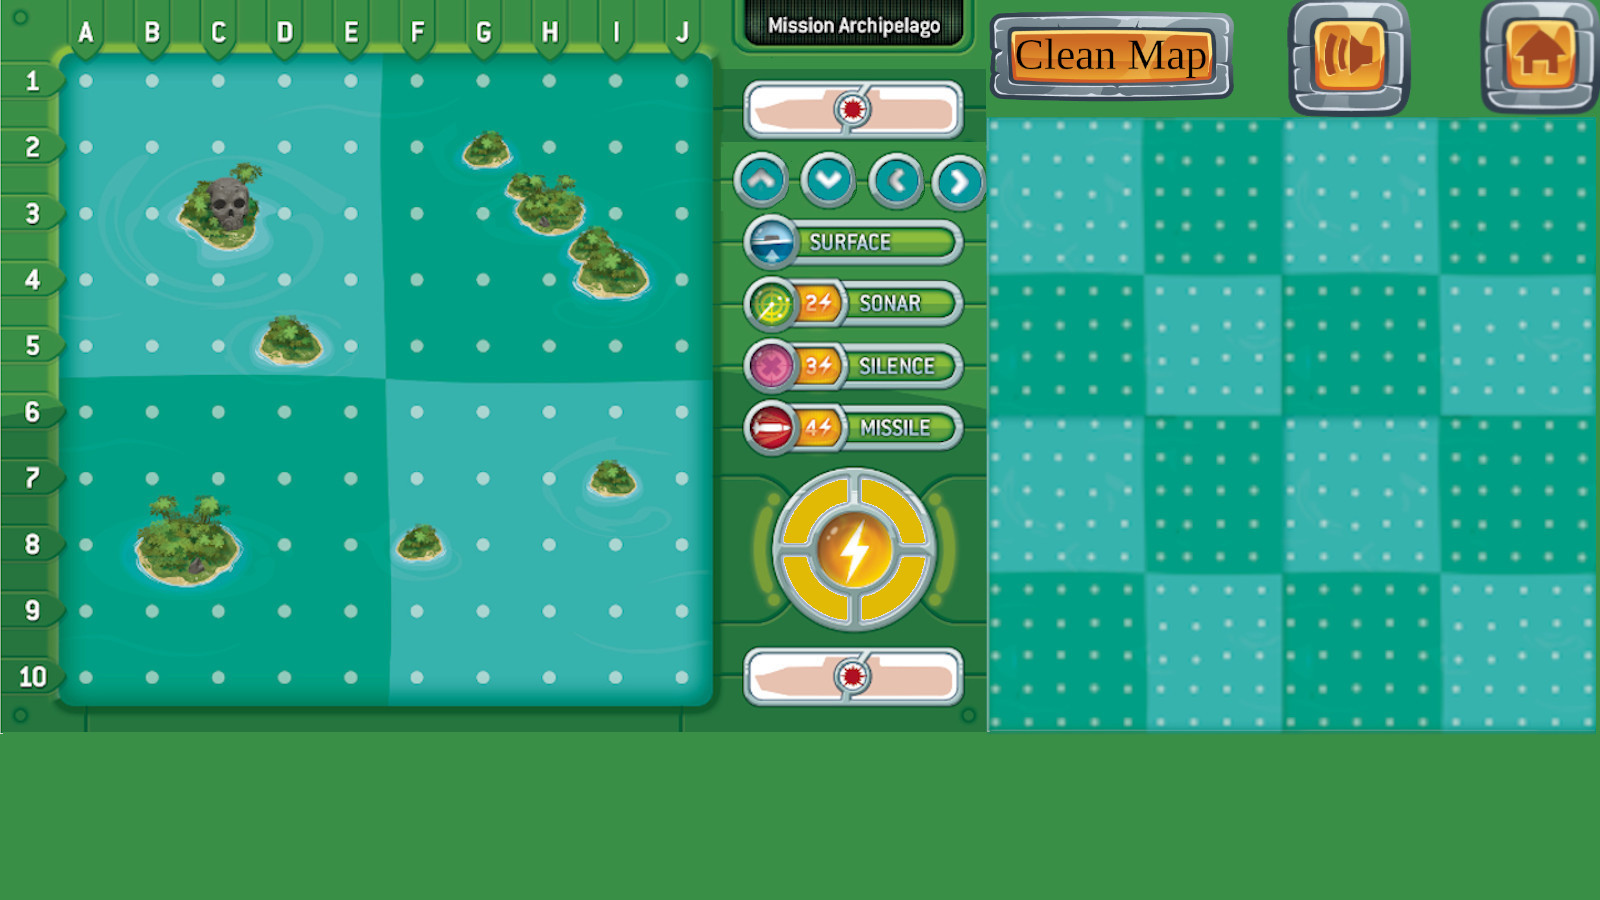 A B C D E F G H I J
Mission Archipelago
Clean Map
1
2
3
4
5
6
7
8
9
10
SURFACE
2 SONAR
3 SILENCE
4 MISSILE